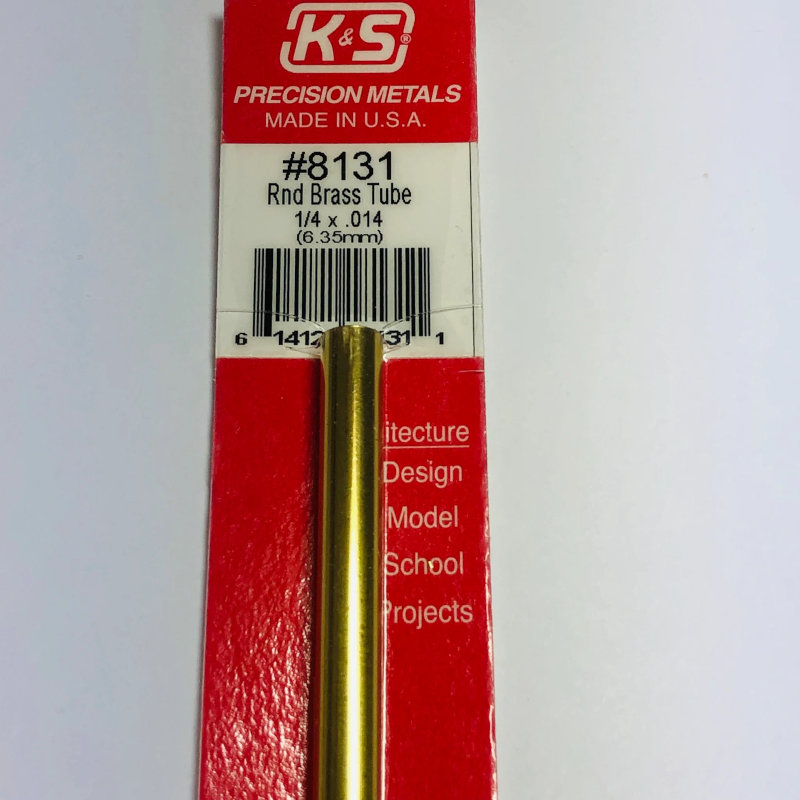 K&S®
PRECISION METALS
MADE IN U.S.A.
#8131
Rnd Brass Tube
1/4 x .014
(6.35mm)
6 1412 31 1
itecture
Design
Model
School
Projects